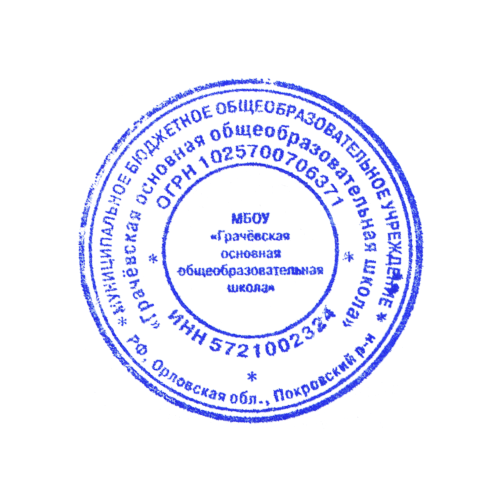 * МУНИЦИПАЛЬНОЕ БЮДЖЕТНОЕ ОБЩЕОБРАЗОВАТЕЛЬНОЕ УЧРЕЖДЕНИЕ *
РФ, Орловская обл., Покровский р-н
«Грачёвская основная общеобразовательная школа»
* ОГРН 1025700706371 *
ИНН 5721002324
*
МБОУ
«Грачёвская
основная
общеобразовательная
школа»